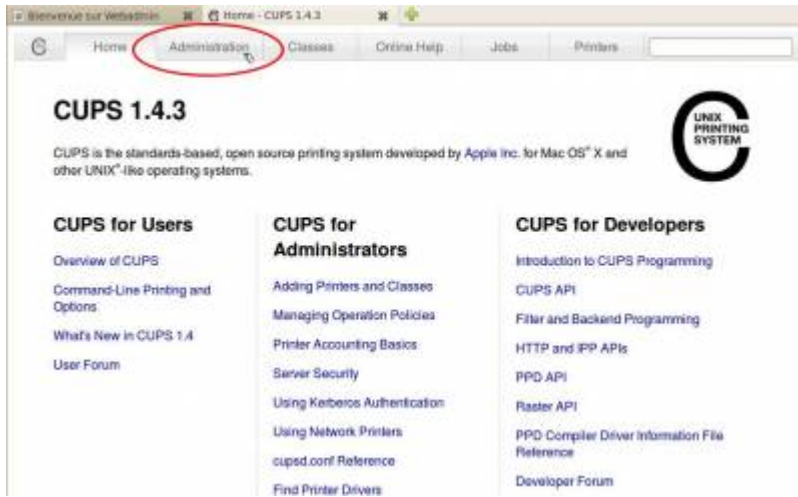 Bienvenue sur Webadmin
Home - CUPS 1.4.3
Home
Administration
Classes
Online Help
Jobs
Printers
CUPS 1.4.3
CUPS is the standards-based, open source printing system developed by Apple Inc. for Mac OS® X and
other UNIX®-like operating systems.
UNIX
PRINTING
SYSTEM
CUPS for Users
Overview of CUPS
Command-Line Printing and
Options
What's New in CUPS 1.4
User Forum
CUPS for
Administrators
Adding Printers and Classes
Managing Operation Policies
Printer Accounting Basics
Server Security
Using Kerberos Authentication
Using Network Printers
cupsd.conf Reference
Find Printer Drivers
CUPS for Developers
Introduction to CUPS Programming
CUPS API
Filter and Backend Programming
HTTP and IPP APIs
PPD API
Raster API
PPD Compiler Driver Information File
Reference
Developer Forum